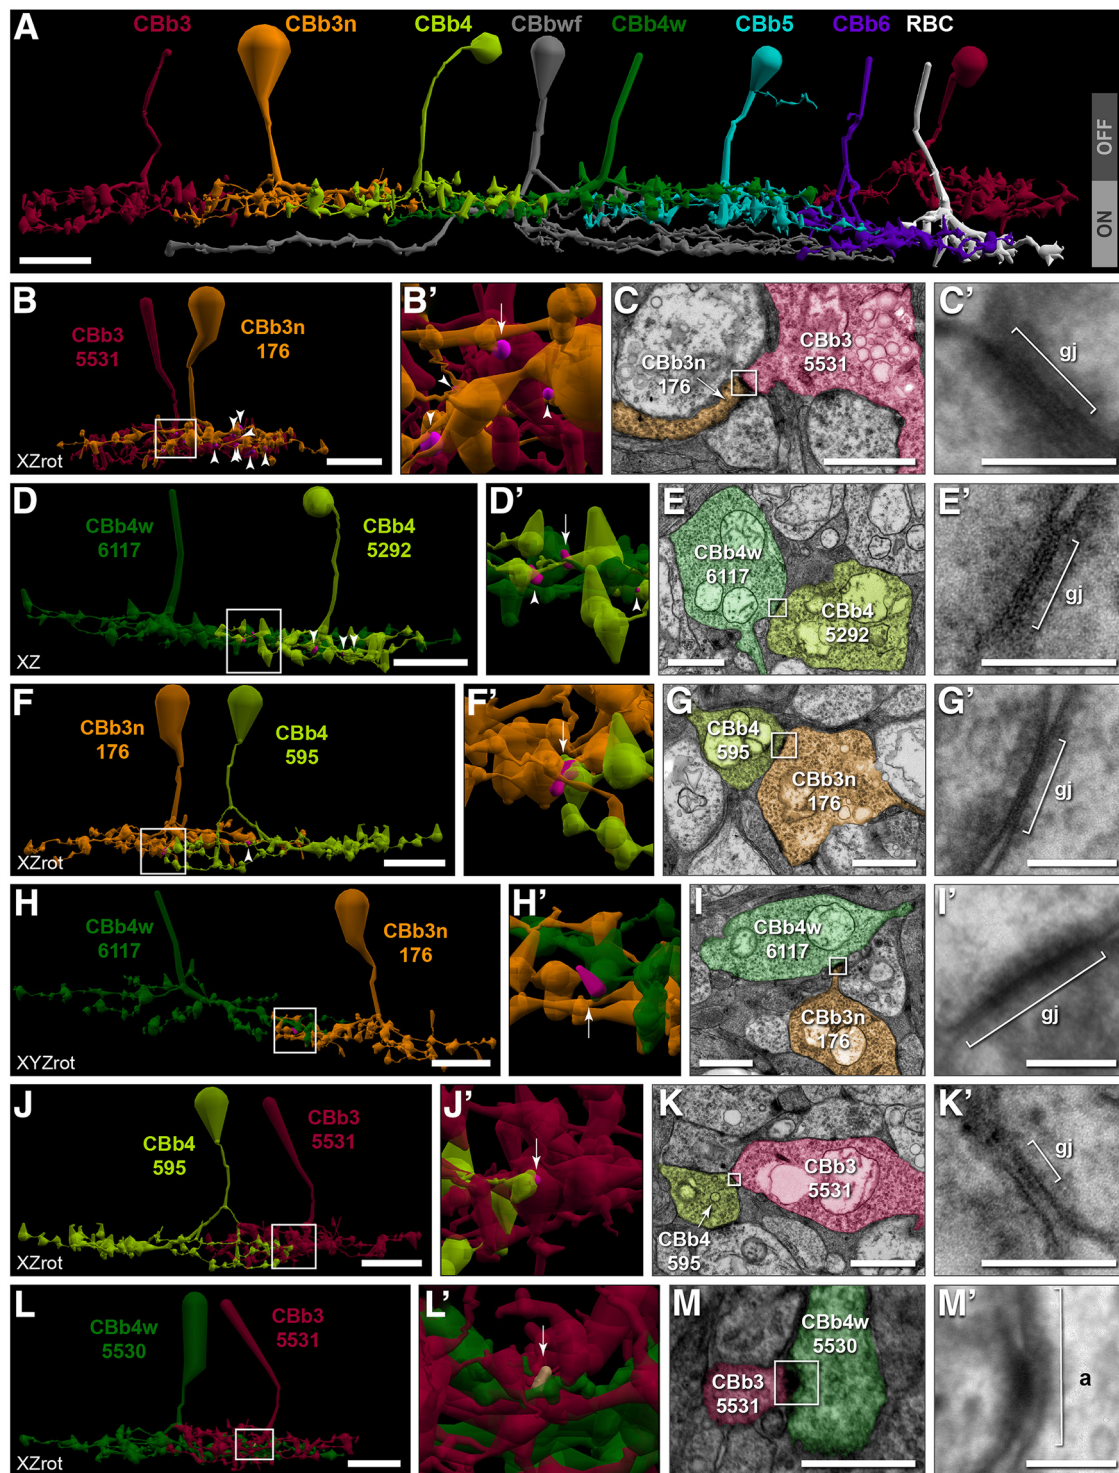 A
CBb3
CBb3n
CBb4
CBbwf
CBb4w
CBb5
CBb6
RBC
OFF
ON
B
CBb3
5531
CBb3n
176
XZrot
B’
C
CBb3n
176
CBb3
5531
C’
gj
D
CBb4w
6117
CBb4
5292
XZ
D’
E
CBb4w
6117
CBb4
5292
E’
gj
F
CBb3n
176
CBb4
595
XZrot
F’
G
CBb4
595
CBb3n
176
G’
gj
H
CBb4w
6117
CBb3n
176
XYZrot
H’
I
CBb4w
6117
CBb3n
176
I’
gj
J
CBb4
595
CBb3
5531
XZrot
J’
K
CBb3
5531
CBb4
595
K’
gj
L
CBb4w
5530
CBb3
5531
XZrot
L’
M
CBb4w
5530
CBb3
5531
M’
a